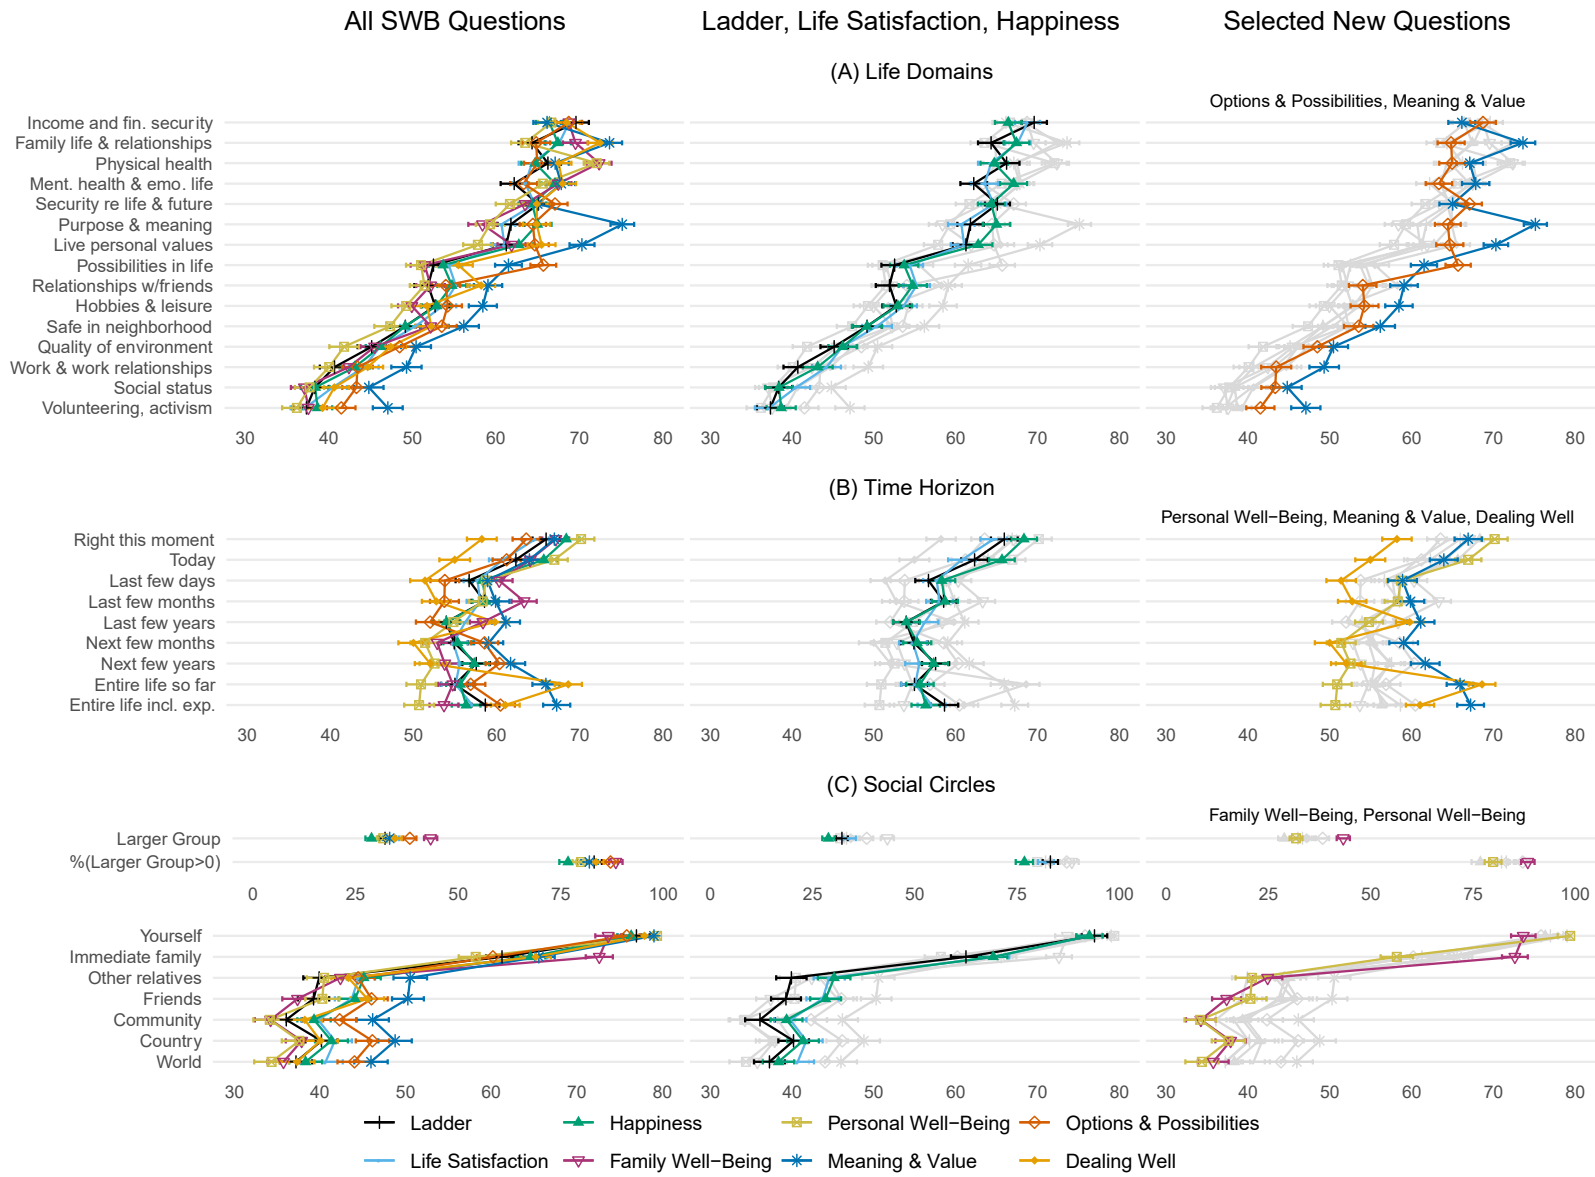 All SWB Questions    Ladder, Life Satisfaction, Happiness    Selected New Questions
(A) Life Domains
Options & Possibilities, Meaning & Value
Income and fin. security
Family life & relationships
Physical health
Ment. health & emo. life
Security re life & future
Purpose & meaning
Live personal values
Possibilities in life
Relationships w/friends
Hobbies & leisure
Safe in neighborhood
Quality of environment
Work & work relationships
Social status
Volunteering, activism
30 40 50 60 70 80    30 40 50 60 70 80    30 40 50 60 70 80
(B) Time Horizon
Personal Well−Being, Meaning & Value, Dealing Well
Right this moment
Today
Last few days
Last few months
Last few years
Next few months
Next few years
Entire life so far
Entire life incl. exp.
30 40 50 60 70 80    30 40 50 60 70 80    30 40 50 60 70 80
(C) Social Circles
Family Well−Being, Personal Well−Being
Larger Group
%(Larger Group>0)
0 25 50 75 100    0 25 50 75 100    0 25 50 75 100
Yourself
Immediate family
Other relatives
Friends
Community
Country
World
30 40 50 60 70 80    30 40 50 60 70 80    30 40 50 60 70 80
Ladder    Happiness    Personal Well−Being    Options & Possibilities
Life Satisfaction    Family Well−Being    Meaning & Value    Dealing Well